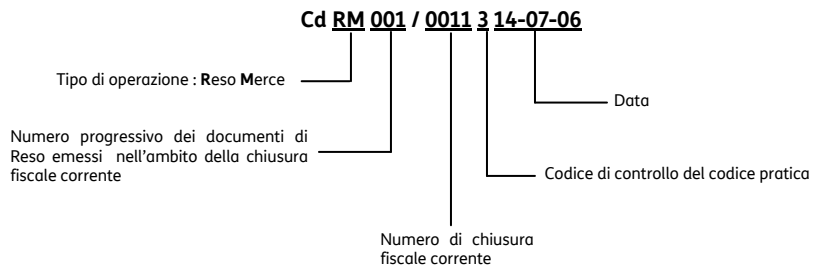 Cd RM 001 / 0011 3 14-07-06
Tipo di operazione : Reso Merce
Data
Numero progressivo dei documenti di
Reso emessi nell'ambito della chiusura
fiscale corrente
Codice di controllo del codice pratica
Numero di chiusura
fiscale corrente